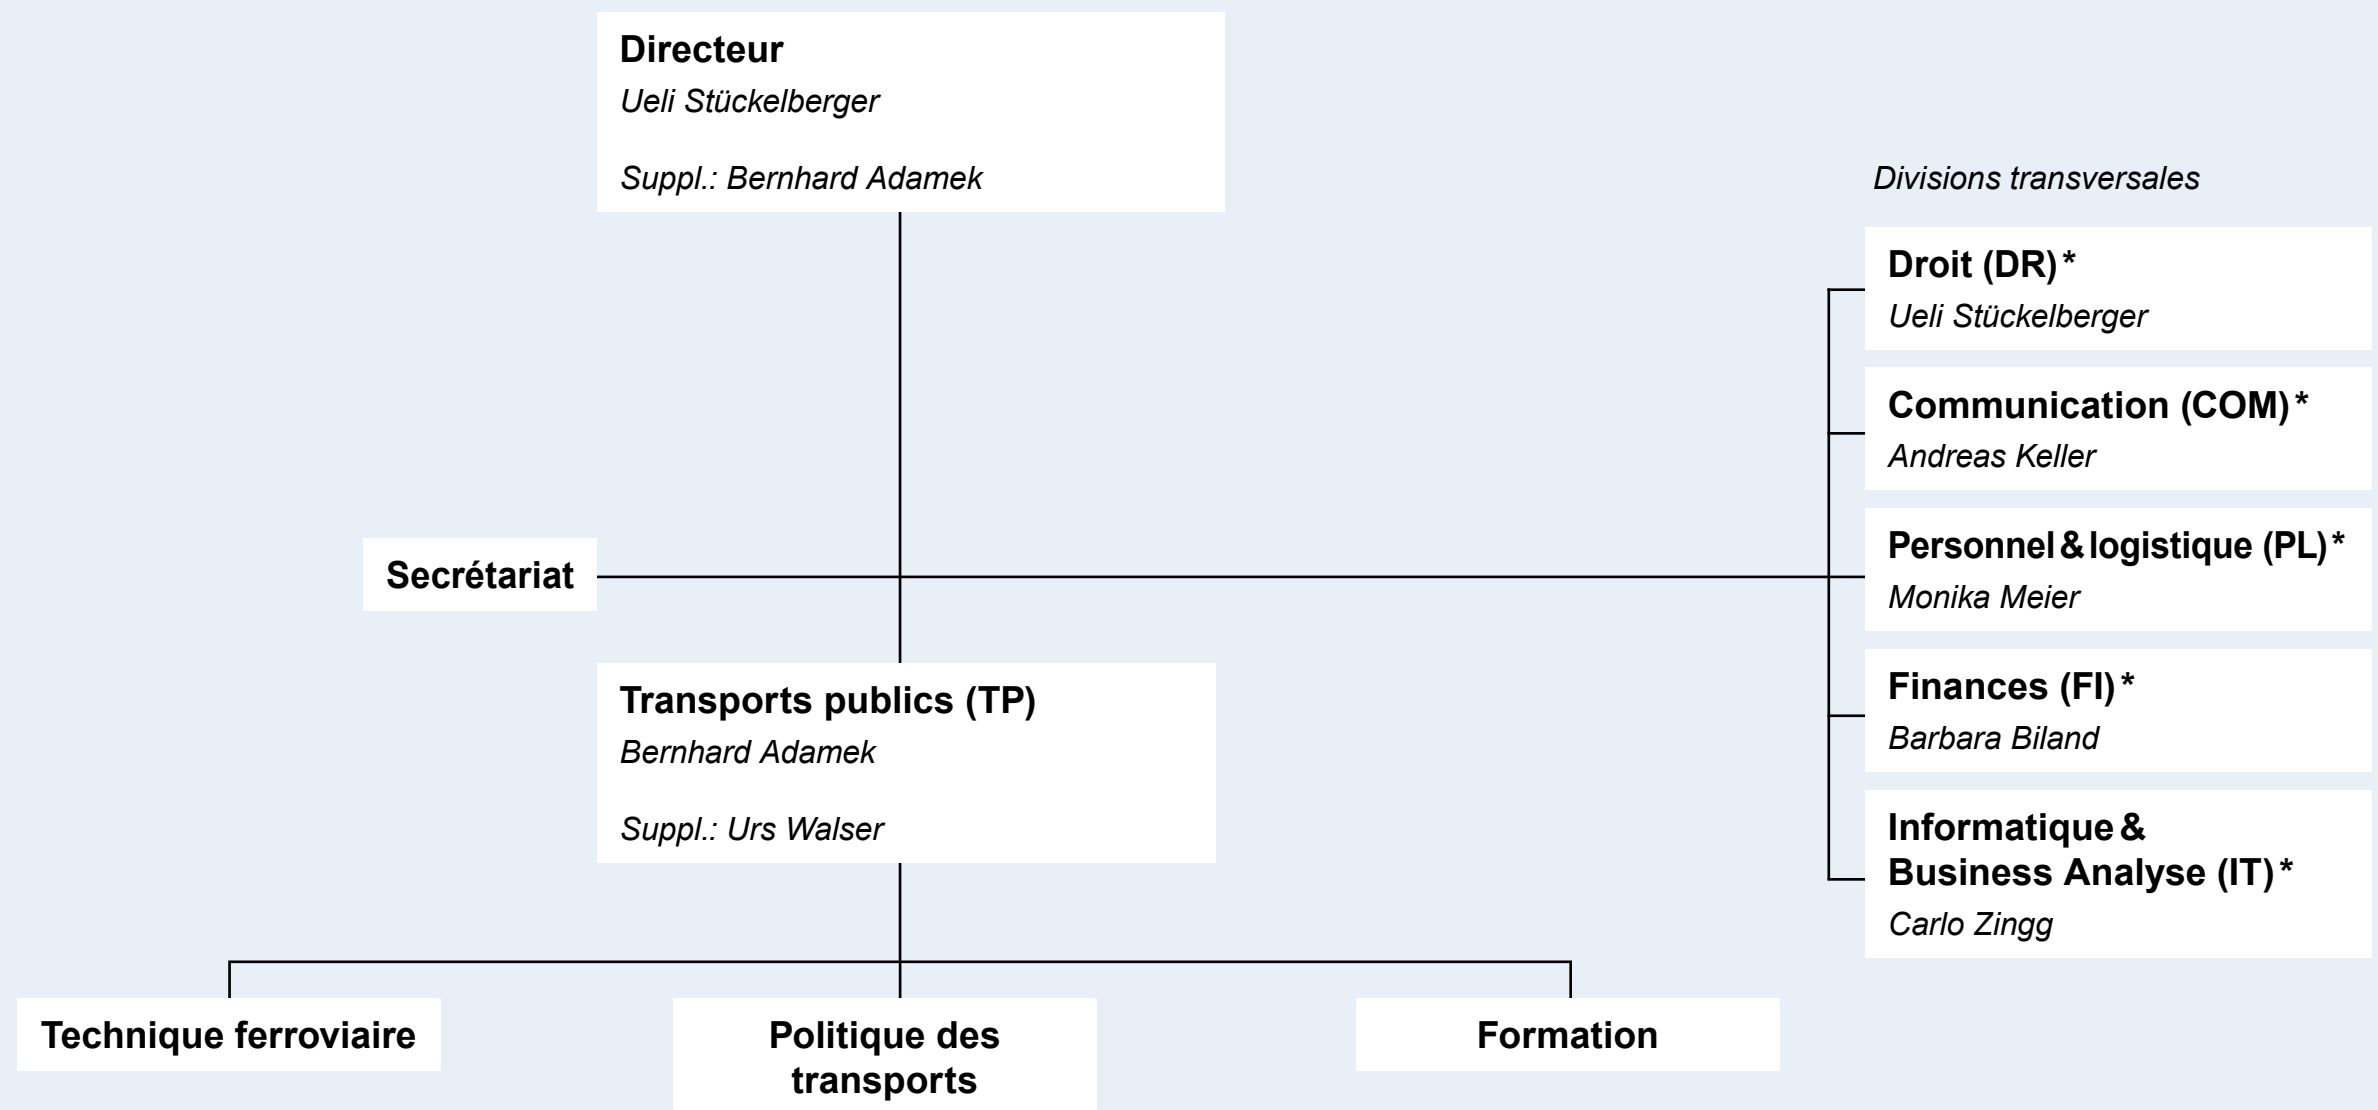 Directeur
Ueli Stückelberger
Suppl.: Bernhard Adamek
Divisions transversales
Droit (DR)*
Ueli Stückelberger
Communication (COM)*
Andreas Keller
Personnel & logistique (PL)*
Monika Meier
Finances (FI)*
Barbara Biland
Informatique &
Business Analyse (IT)*
Carlo Zingg
Secrétariat
Transports publics (TP)
Bernhard Adamek
Suppl.: Urs Walser
Technique ferroviaire
Politique des
transports
Formation